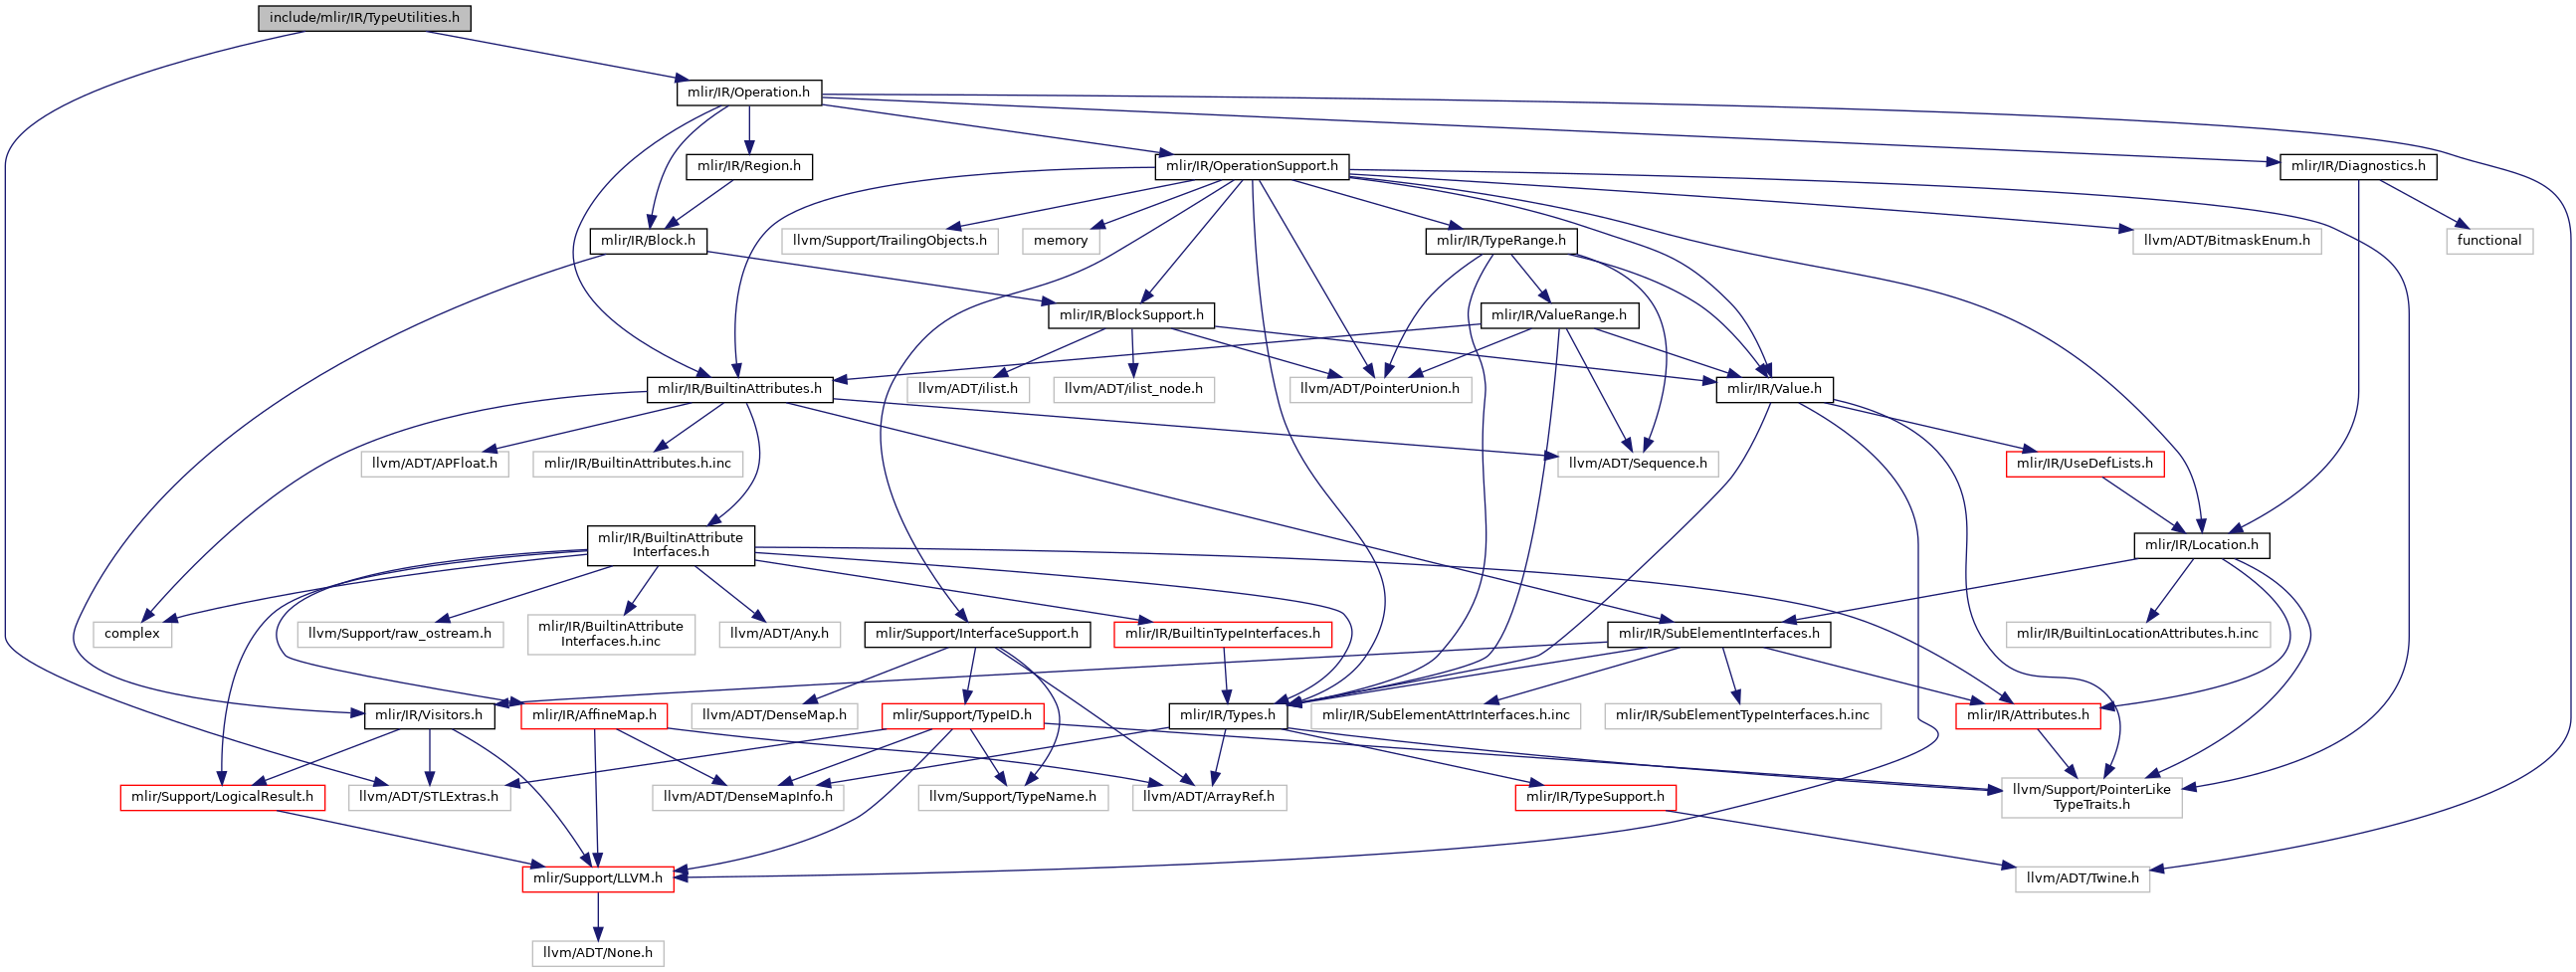 include/mlir/IR/TypeUtilities.h
mlir/IR/Operation.h
mlir/IR/Region.h
mlir/IR/OperationSupport.h
mlir/IR/Diagnostics.h
mlir/IR/Block.h
llvm/Support/TrailingObjects.h
memory
mlir/IR/TypeRange.h
llvm/ADT/BitmaskEnum.h
functional
mlir/IR/BlockSupport.h
mlir/IR/ValueRange.h
mlir/IR/BuiltinAttributes.h
llvm/ADT/ilist.h
llvm/ADT/ilist_node.h
llvm/ADT/PointerUnion.h
mlir/IR/Value.h
llvm/ADT/APFloat.h
mlir/IR/BuiltinAttributes.h.inc
llvm/ADT/Sequence.h
mlir/IR/UseDefLists.h
mlir/IR/BuiltinAttribute
Interfaces.h
mlir/IR/Location.h
complex
llvm/Support/raw_ostream.h
mlir/IR/BuiltinAttribute
Interfaces.h.inc
llvm/ADT/Any.h
mlir/Support/InterfaceSupport.h
mlir/IR/BuiltinTypeInterfaces.h
mlir/IR/SubElementInterfaces.h
mlir/IR/BuiltinLocationAttributes.h.inc
mlir/IR/Visitors.h
mlir/IR/AffineMap.h
llvm/ADT/DenseMap.h
mlir/Support/TypeID.h
mlir/IR/Types.h
mlir/IR/SubElementAttrInterfaces.h.inc
mlir/IR/SubElementTypeInterfaces.h.inc
mlir/IR/Attributes.h
mlir/Support/LogicalResult.h
llvm/ADT/STLExtras.h
llvm/ADT/DenseMapInfo.h
llvm/Support/TypeName.h
llvm/ADT/ArrayRef.h
mlir/IR/TypeSupport.h
llvm/Support/PointerLike
TypeTraits.h
mlir/Support/LLVM.h
llvm/ADT/Twine.h
llvm/ADT/None.h